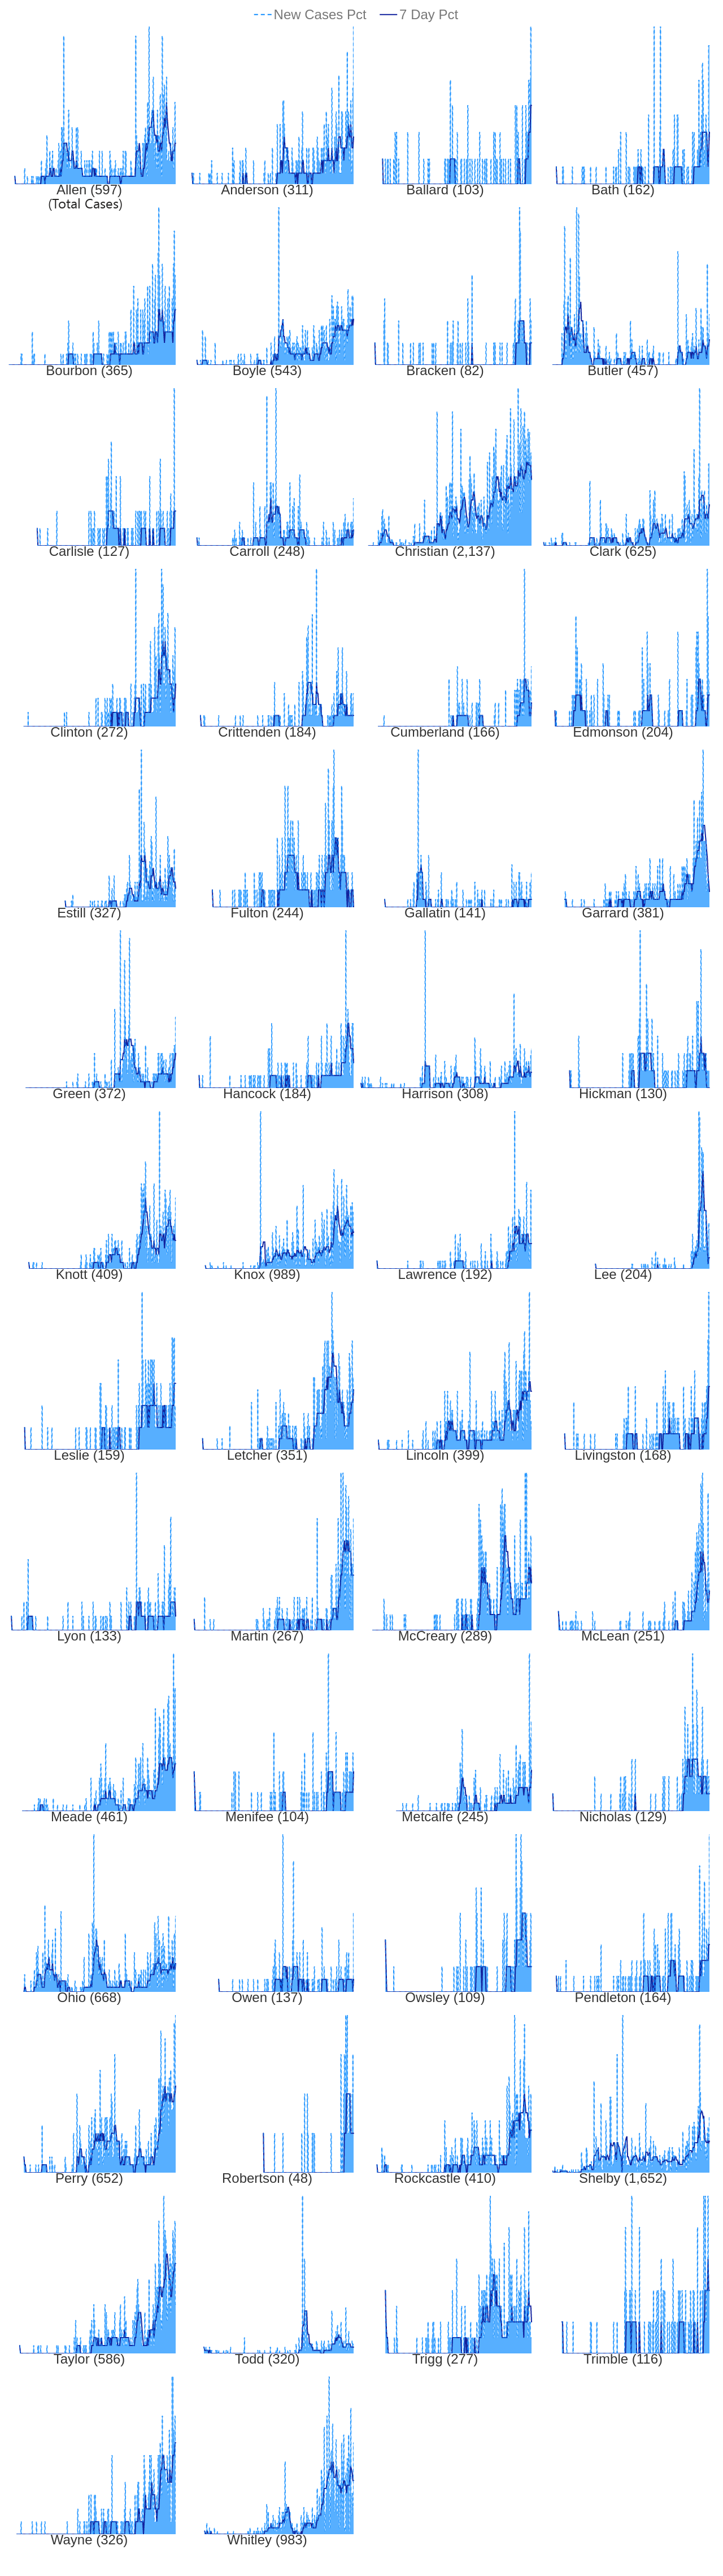 New Cases Pct 7 Day Pct
Allen (597) Anderson (311) Ballard (103) Bath (162)
(Total Cases)
Bourbon (365) Boyle (543) Bracken (82) Butler (457)
Carlisle (127) Carroll (248) Christian (2,137) Clark (625)
Clinton (272) Crittenden (184) Cumberland (166) Edmonson (204)
Estill (327) Fulton (244) Gallatin (141) Garrard (381)
Green (372) Hancock (184) Harrison (308) Hickman (130)
Knott (409) Knox (989) Lawrence (192) Lee (204)
Leslie (159) Letcher (351) Lincoln (399) Livingston (168)
Lyon (133) Martin (267) McCreary (289) McLean (251)
Meade (461) Menifee (104) Metcalfe (245) Nicholas (129)
Ohio (668) Owen (137) Owsley (109) Pendleton (164)
Perry (652) Robertson (48) Rockcastle (410) Shelby (1,652)
Taylor (586) Todd (320) Trigg (277) Trimble (116)
Wayne (326) Whitley (983)